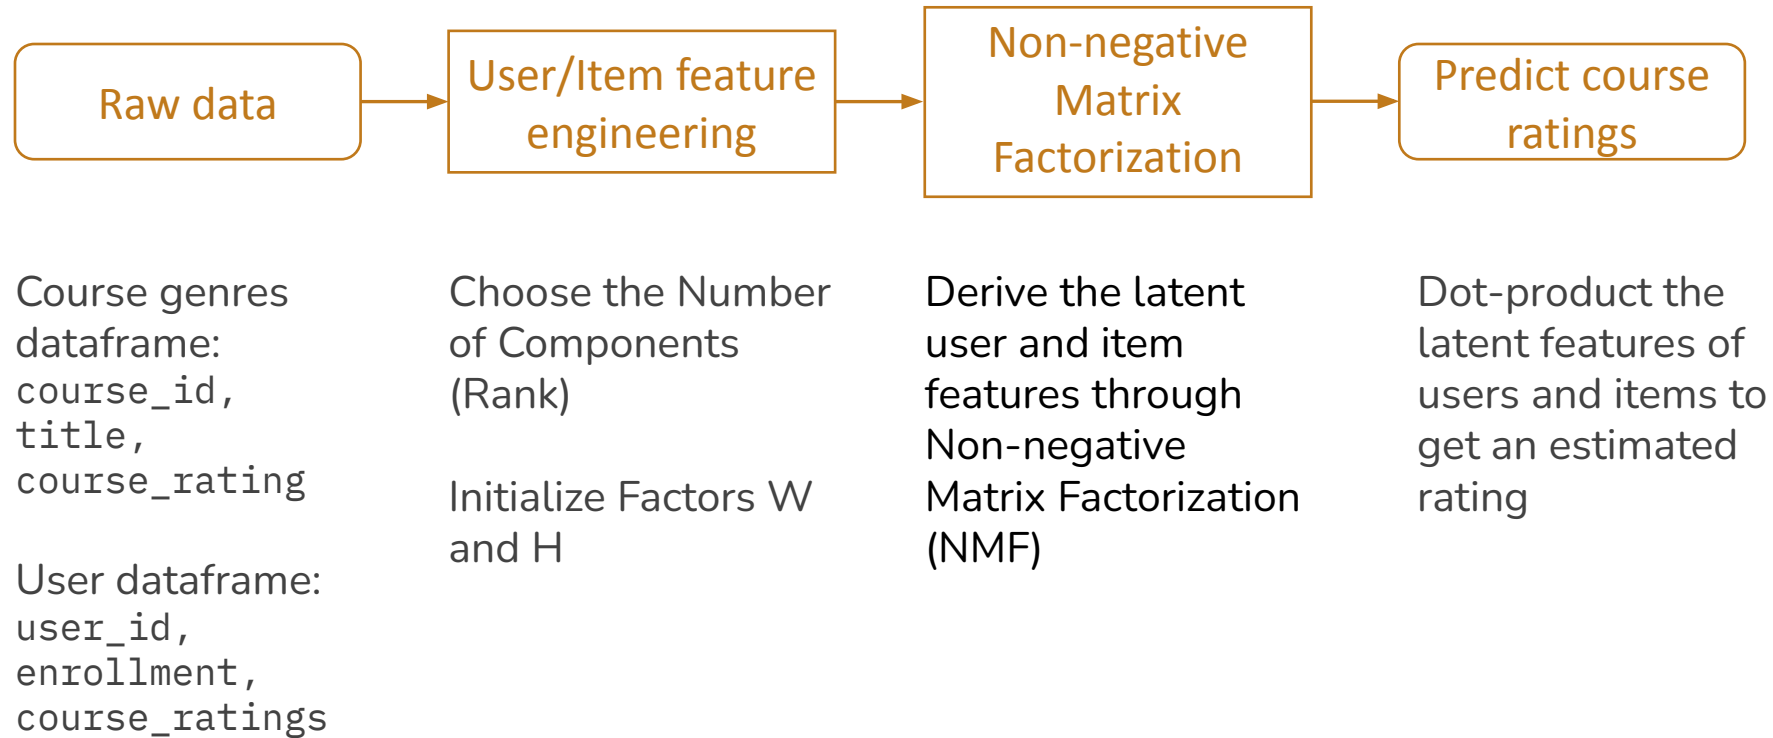 Raw data
User/Item feature
engineering
Non-negative
Matrix
Factorization
Predict course
ratings
Course genres
dataframe:
course_id,
title,
course_rating
User dataframe:
user_id,
enrollment,
course_ratings
Choose the Number
of Components
(Rank)
Initialize Factors W
and H
Derive the latent
user and item
features through
Non-negative
Matrix Factorization
(NMF)
Dot-product the
latent features of
users and items to
get an estimated
rating